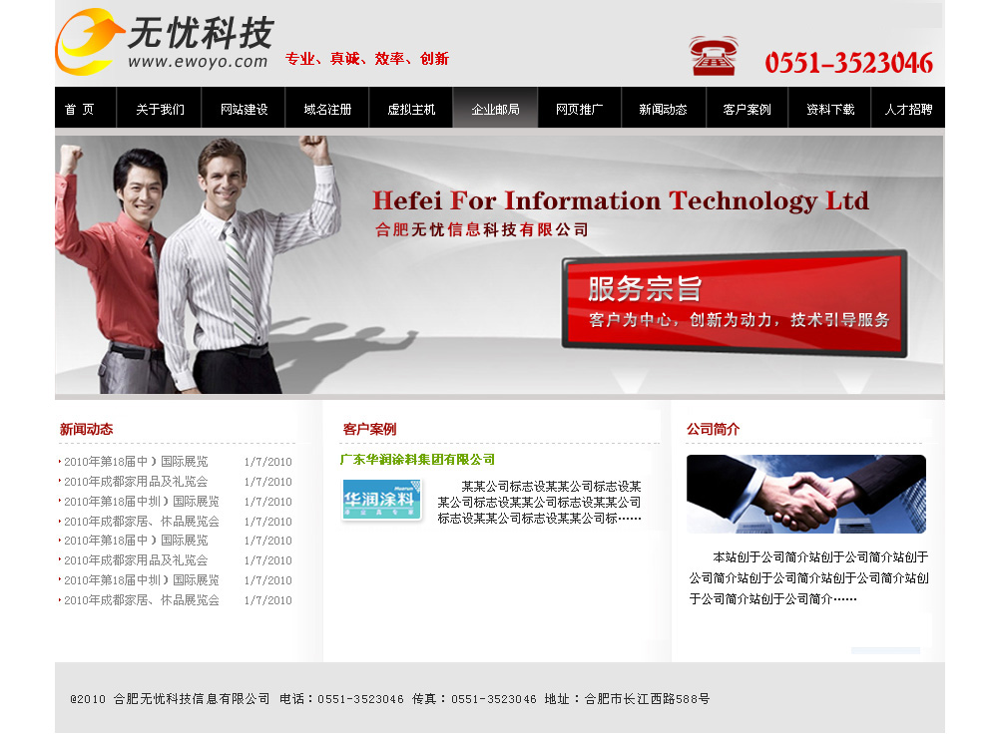 无忧科技
www.ewoyo.com
专业、真诚、效率、创新
0551-3523046
首 页 关于我们 网站建设 域名注册 虚拟主机 企业邮局 网页推广 新闻动态 客户案例 资料下载 人才招聘
Hefei For Information Technology Ltd
合肥无忧信息科技有限公司
服务宗旨
客户为中心，创新为动力，技术引导服务
新闻动态
2010年第18届中）国际展览 1/7/2010
2010年成都家用品及礼览会 1/7/2010
2010年第18届中圳）国际展览 1/7/2010
2010年成都家居、休品展览会 1/7/2010
2010年第18届中）国际展览 1/7/2010
2010年成都家用品及礼览会 1/7/2010
2010年第18届中圳）国际展览 1/7/2010
2010年成都家居、休品展览会 1/7/2010
客户案例
广东华润涂料集团有限公司
Huarun
华润涂料
某某公司标志设某某公司标志设某
某公司标志设某某公司标志设某某公司
标志设某某公司标志设某某公司标……
公司简介
本站创于公司简介站创于公司简介站创于
公司简介站创于公司简介站创于公司简介站创
于公司简介站创于公司简介……
@2010 合肥无忧科技信息有限公司 电话：0551-3523046 传真：0551-3523046 地址：合肥市长江西路588号